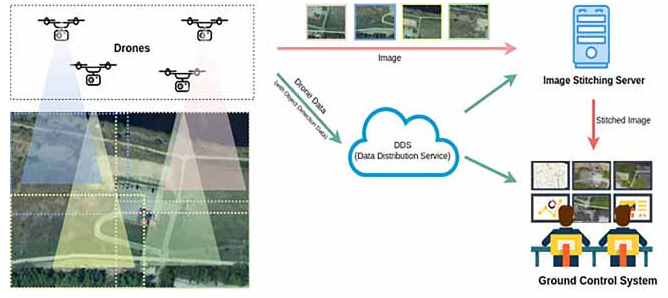 Drones
Image
Drone Data
(with Object Detection Data)
DDS
(Data Distribution Service)
Image Stitching Server
Stitched Image
Ground Control System